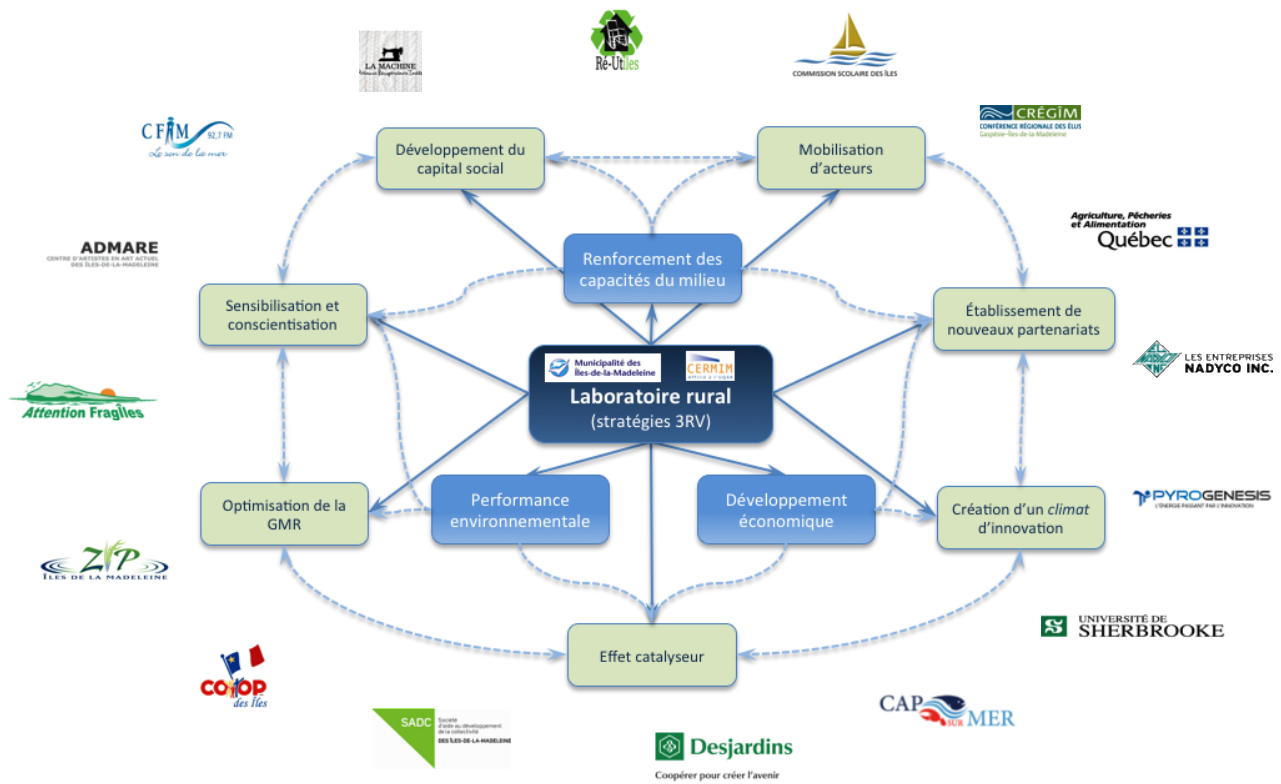 LA MACHINE
Ré-Utîles
COMMISSION SCOLAIRE DES ÎLES
CRÉGÎM
CONFÉRENCE RÉGIONALE DES ÉLUS
Gaspésie–Îles-de-la-Madeleine
CFIM 92,7 FM
Le son de la mer
Développement du
capital social
Mobilisation
d’acteurs
Agriculture, Pêcheries
et Alimentation
Québec
ADMARE
CENTRE D'ARTISTES EN ART ACTUEL
DES ÎLES-DE-LA-MADELEINE
Renforcement des
capacités du milieu
Sensibilisation et
conscientisation
Établissement de
nouveaux partenariats
Municipalité des
Îles-de-la-Madeleine
CERMIM
Laboratoire rural
(stratégies 3RV)
LES ENTREPRISES
NADYCO INC.
Attention Fragîles
Optimisation de la
GMR
Performance
environnementale
Développement
économique
Création d’un climat
d’innovation
PYROGENESIS
L'ÉNERGIE PASSANT PAR L'INNOVATION
ZIP
ÎLES DE LA MADELEINE
UNIVERSITÉ DE
SHERBROOKE
Effet catalyseur
COOP
des Îles
SADC
Société
d'aide au développement
de la collectivité
DES ÎLES-DE-LA-MADELEINE
CAP
SUR
MER
Desjardins
Coopérer pour créer l'avenir